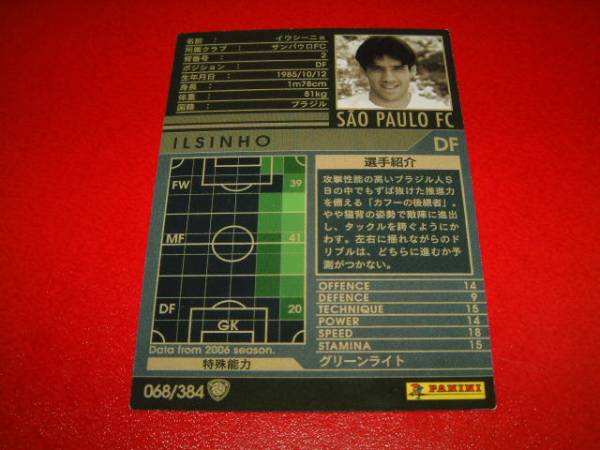 名前 : イウシーニョ
所属クラブ : サンパウロFC
背番号 : 2
ポジション : DF
生年月日 : 1985/10/12
身長 : 1m78cm
体重 : 81kg
国籍 : ブラジル
SÃO PAULO FC
ILSINHO
DF
選手紹介
攻撃性能の高いブラジル人S
Bの中でもずば抜けた推進力
を備える「カフーの後継者」。
やや猫背の姿勢で敵陣に進出
し、タックルを跨ぐようにか
わす。左右に揺れながらのド
リブルは、どちらに進むか予
測がつかない。
FW 39
MF 41
DF 20
GK
Data from 2006 season.
OFFENCE 14
DEFENCE 9
TECHNIQUE 15
POWER 14
SPEED 18
STAMINA 15
特殊能力
グリーンライト
068/384
PANINI